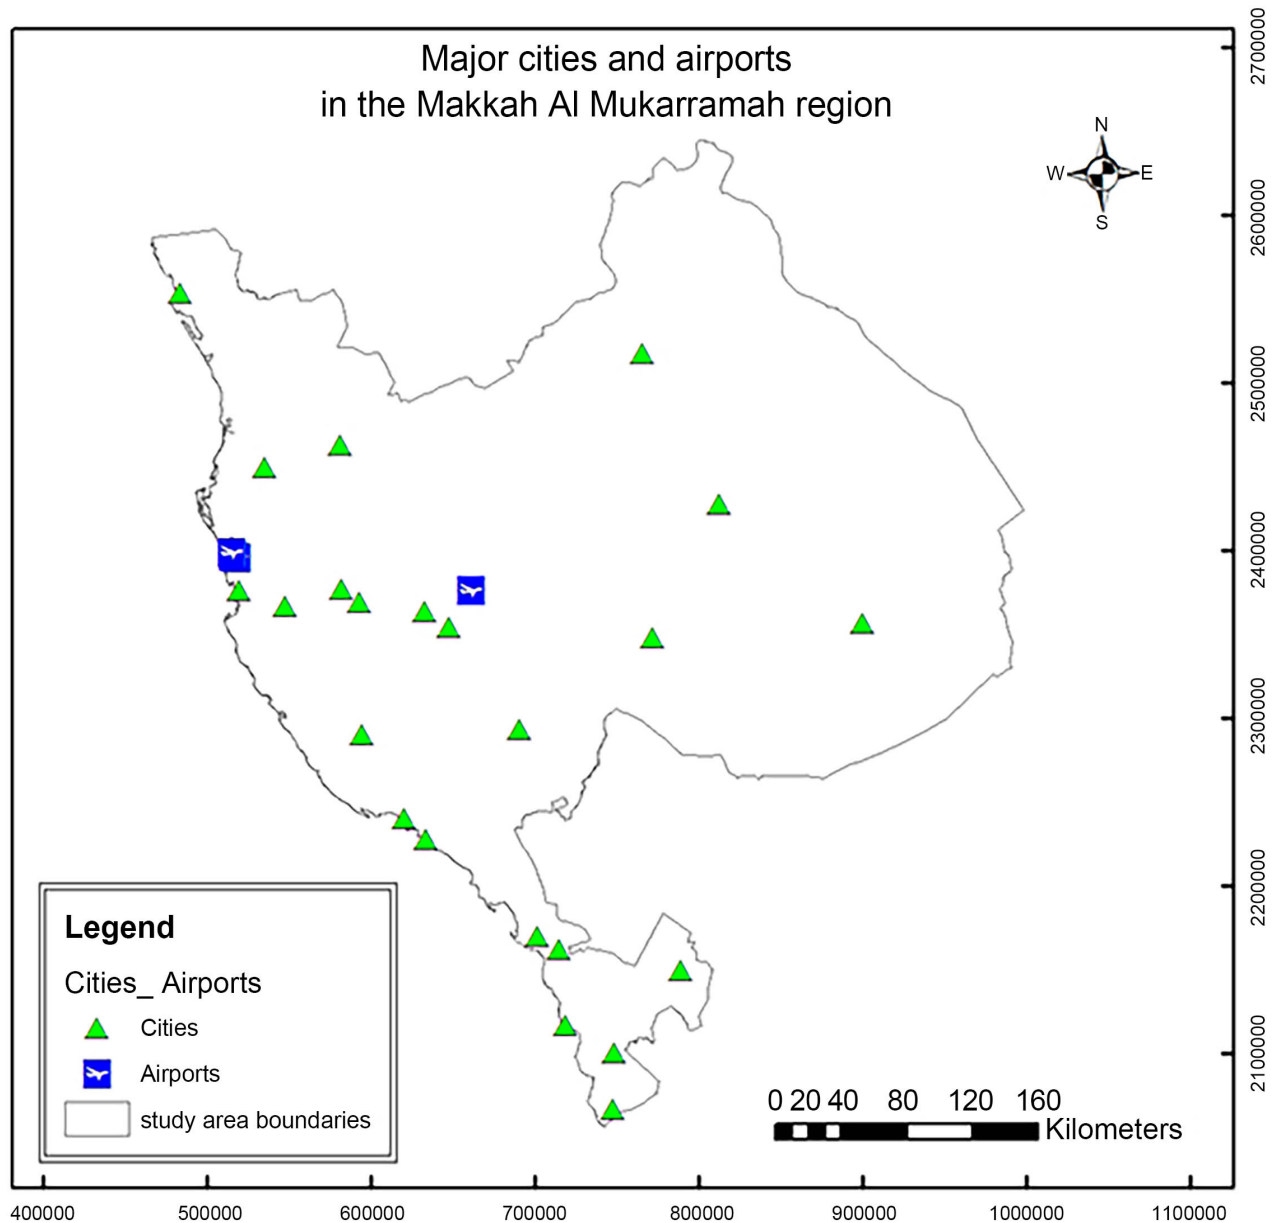 Major cities and airports
in the Makkah Al Mukarramah region
N
W E
S
2700000
2600000
2500000
2400000
2300000
2200000
2100000
Legend
Cities_ Airports
Cities
Airports
study area boundaries
0 20 40 80 120 160
Kilometers
400000 500000 600000 700000 800000 900000 1000000 1100000